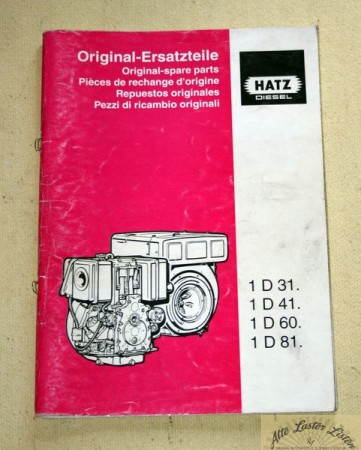 Original-Ersatzteile
Original-spare parts
Pièces de rechange d'origine
Repuestos originales
Pezzi di ricambio originali
HATZ
DIESEL
1 D 31.
1 D 41.
1 D 60.
1 D 81.
Alte Laster Listen